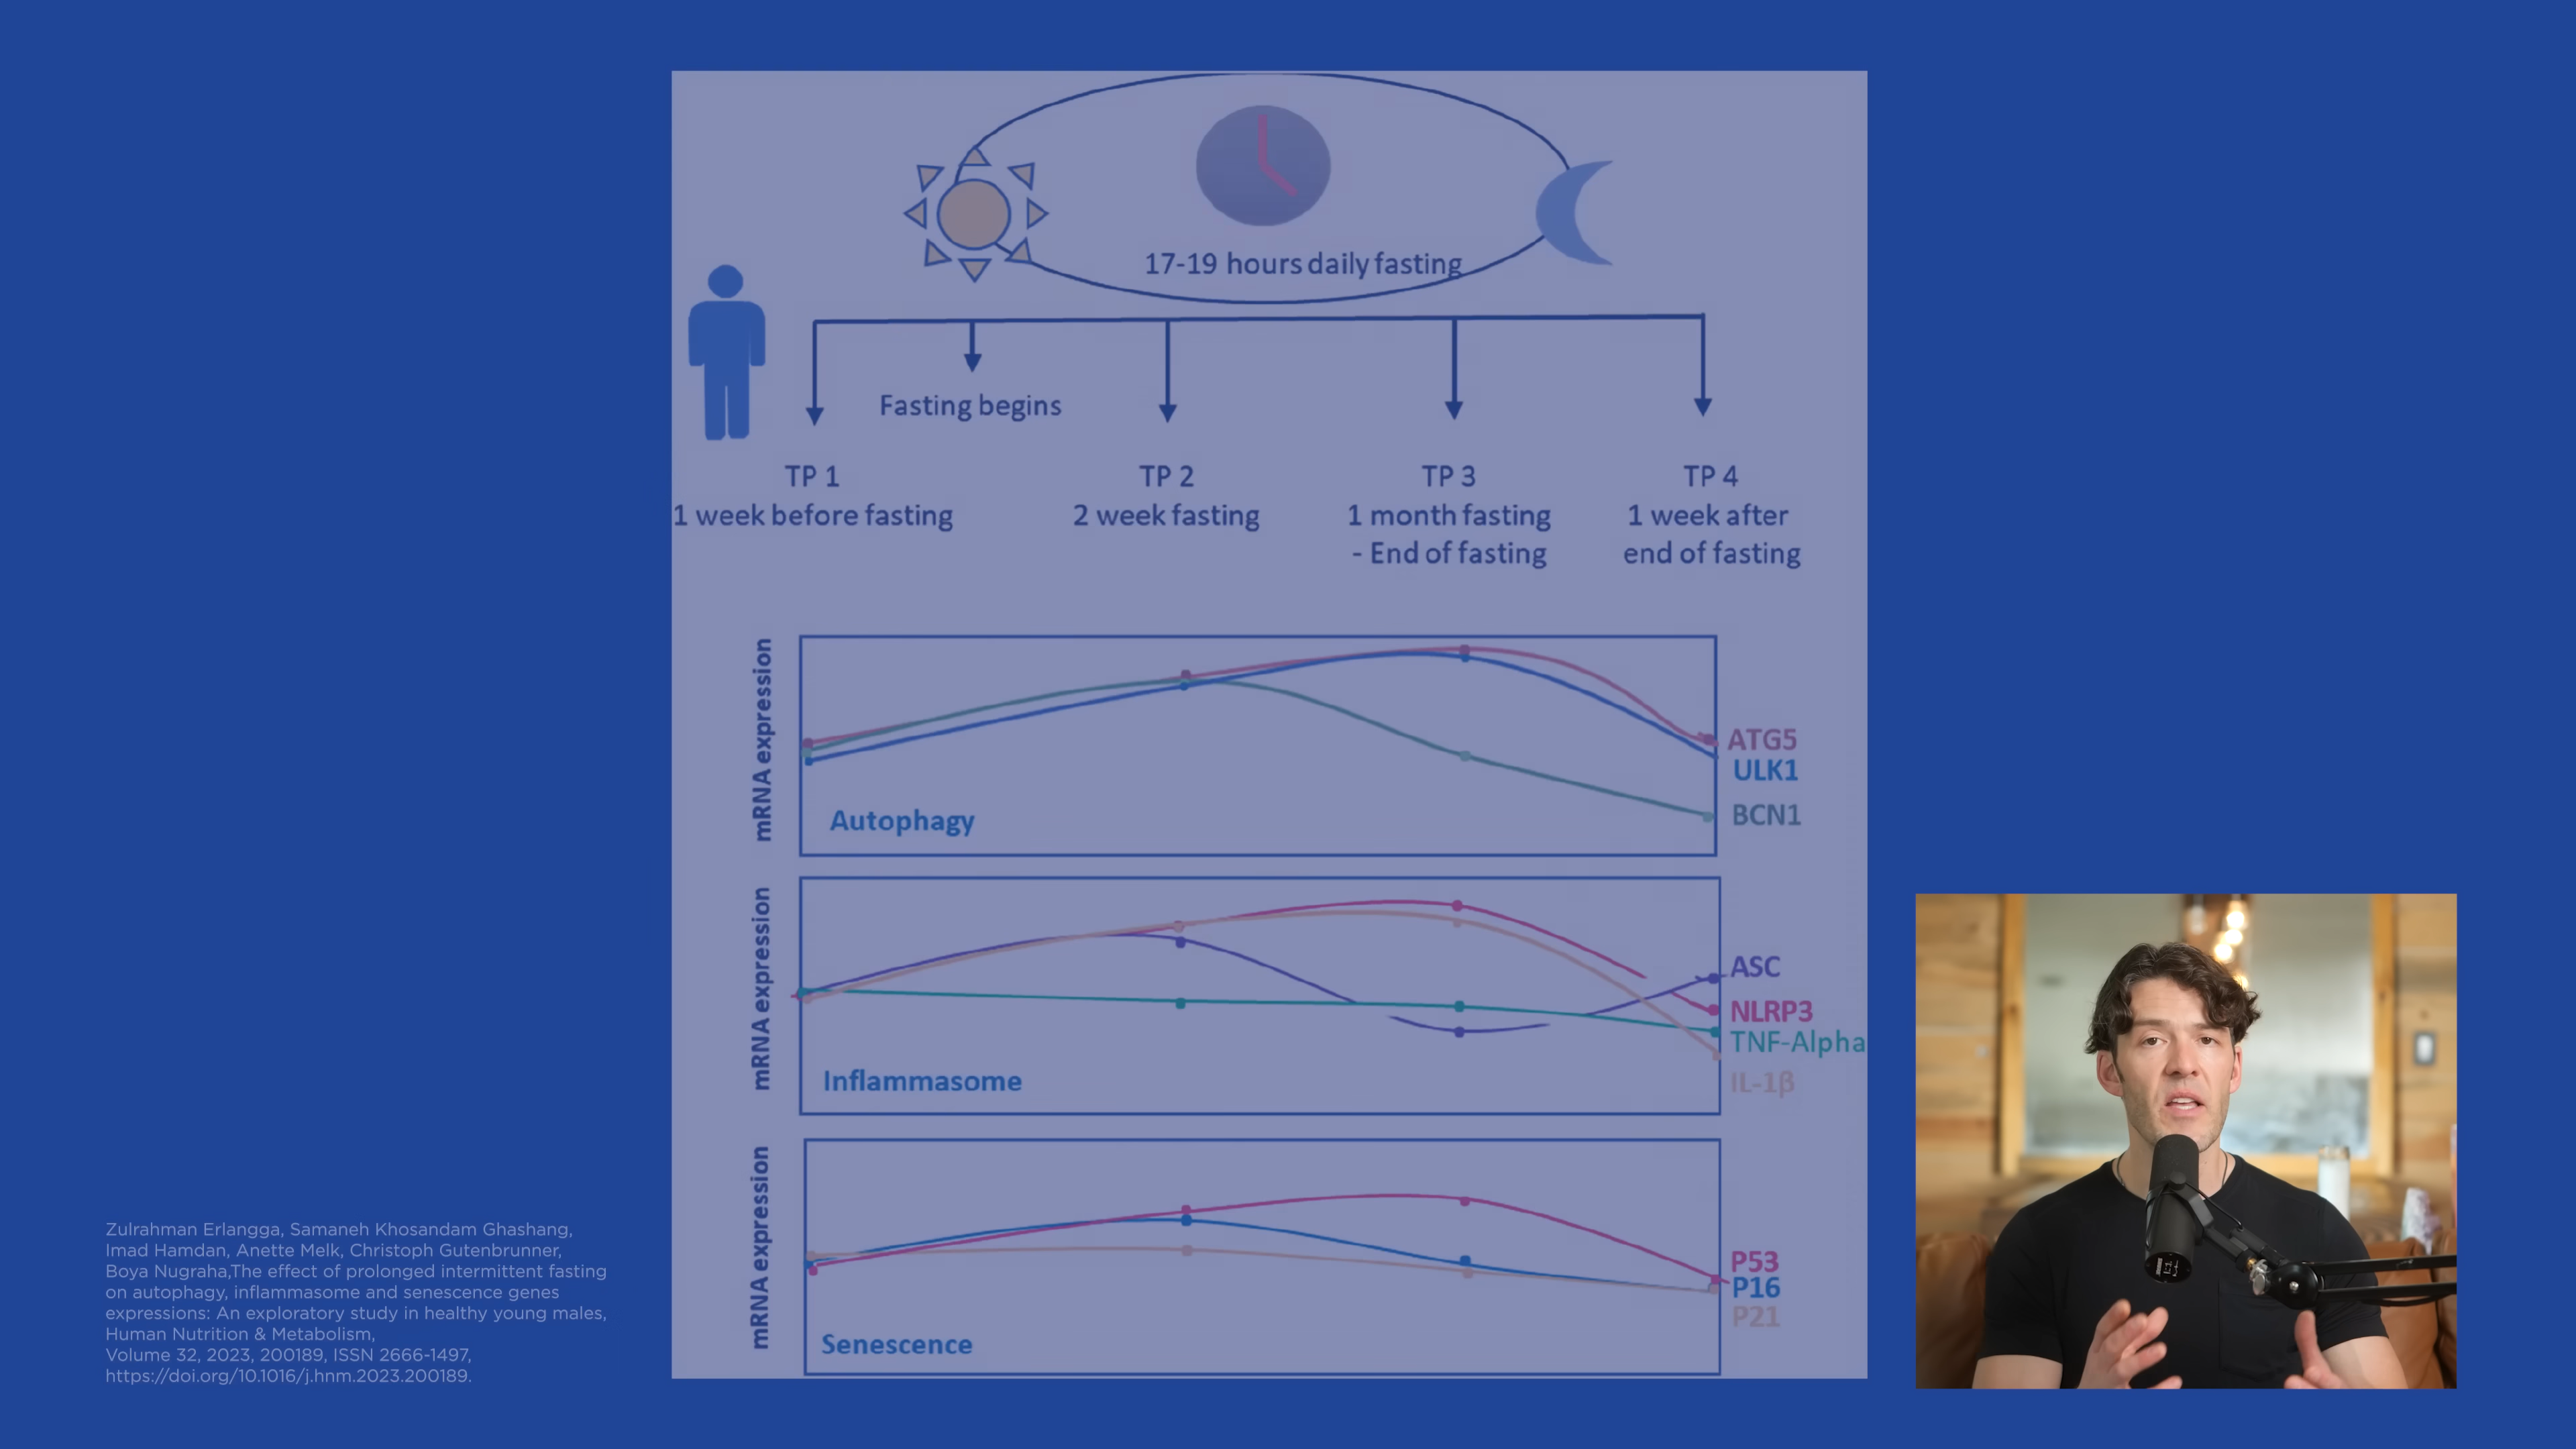 17-19 hours daily fasting
Fasting begins
TP 1
1 week before fasting
TP 2
2 week fasting
TP 3
1 month fasting
- End of fasting
TP 4
1 week after
end of fasting
mRNA expression
Autophagy
ATG5
ULK1
BCN1
mRNA expression
Inflammasome
ASC
NLRP3
TNF-Alpha
IL-1β
mRNA expression
Senescence
P53
P16
P21
Zulrahman Erlangga, Samaneh Khosandam Ghashang,
Imad Hamdan, Anette Melk, Christoph Gutenbrunner,
Boya Nugraha,The effect of prolonged intermittent fasting
on autophagy, inflammasome and senescence genes
expressions: An exploratory study in healthy young males,
Human Nutrition & Metabolism,
Volume 32, 2023, 200189, ISSN 2666-1497,
https://doi.org/10.1016/j.hnm.2023.200189.